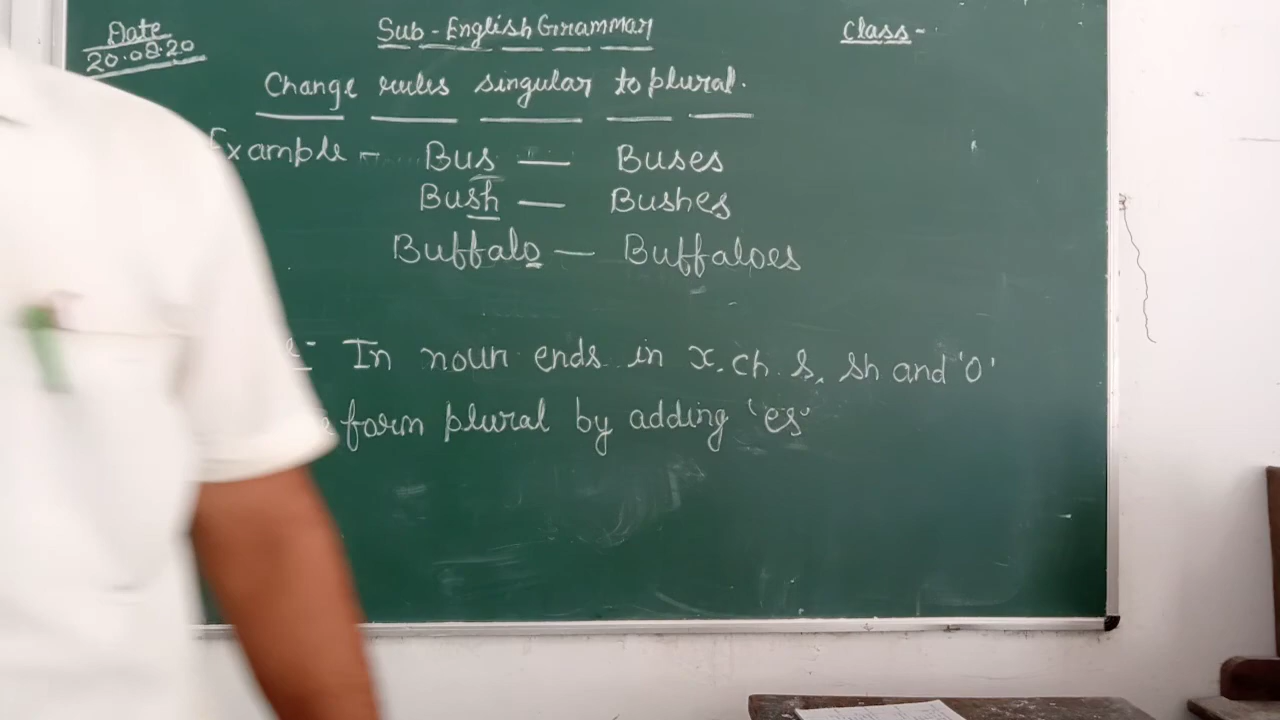 Date
20.08.20
Sub - English Grammar
Class -
Change rules singular to plural.
Example - Bus — Buses
Bush — Bushes
Buffalo — Buffaloes
In noun ends in x, ch s, sh and 'o'
form plural by adding 'es'